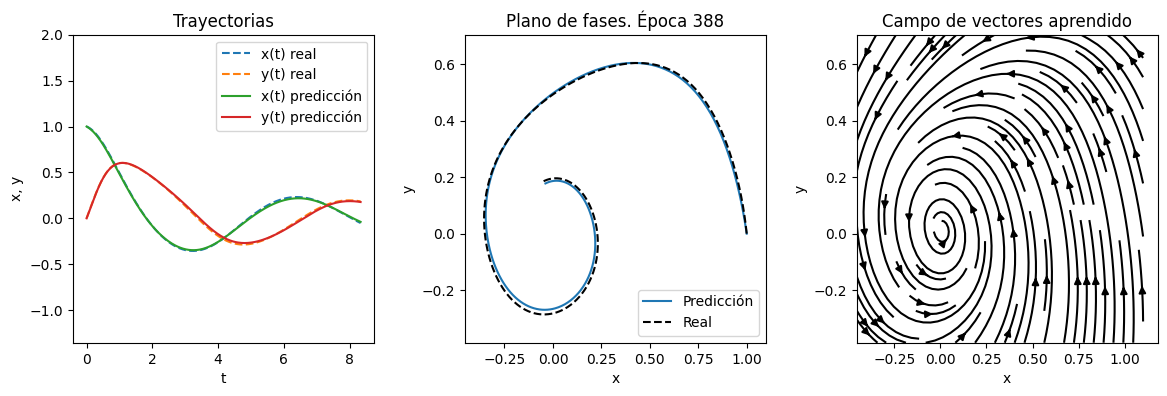 Trayectorias
2.0
1.5
1.0
0.5
0.0
−0.5
−1.0
x, y
0
2
4
6
8
t
x(t) real
y(t) real
x(t) predicción
y(t) predicción
Plano de fases. Época 388
0.6
0.4
0.2
0.0
−0.2
y
−0.25
0.00
0.25
0.50
0.75
1.00
x
Predicción
Real
Campo de vectores aprendido
0.6
0.4
0.2
0.0
−0.2
y
−0.25
0.00
0.25
0.50
0.75
1.00
x